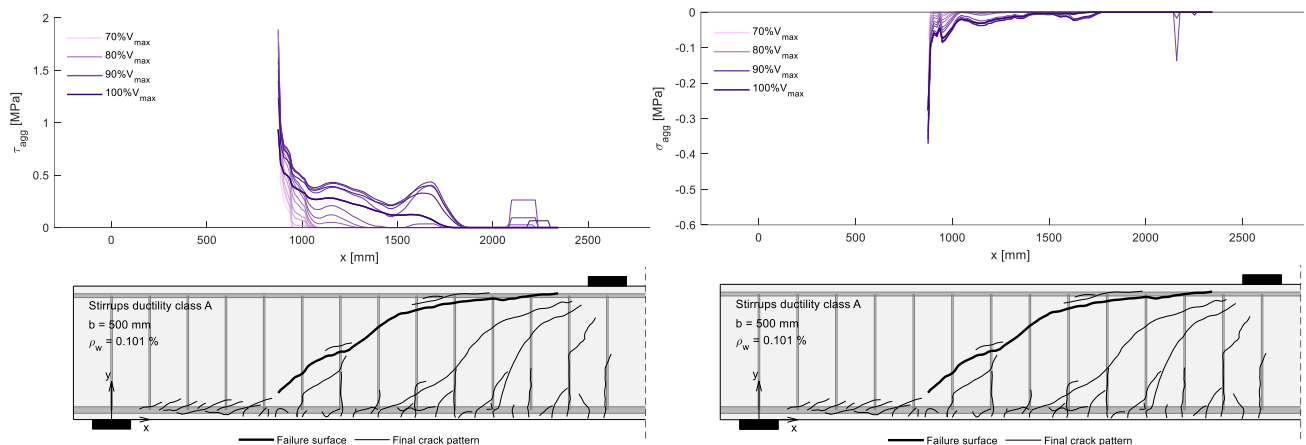 2
1.5
1
0.5
0
τagg [MPa]
70%Vmax
80%Vmax
90%Vmax
100%Vmax
0 500 1000 1500 2000 2500
x [mm]
Stirrups ductility class A
b = 500 mm
ρw = 0.101 %
y
x
Failure surface Final crack pattern
0
-0.1
-0.2
-0.3
-0.4
-0.5
-0.6
σagg [MPa]
70%Vmax
80%Vmax
90%Vmax
100%Vmax
0 500 1000 1500 2000 2500
x [mm]
Stirrups ductility class A
b = 500 mm
ρw = 0.101 %
y
x
Failure surface Final crack pattern